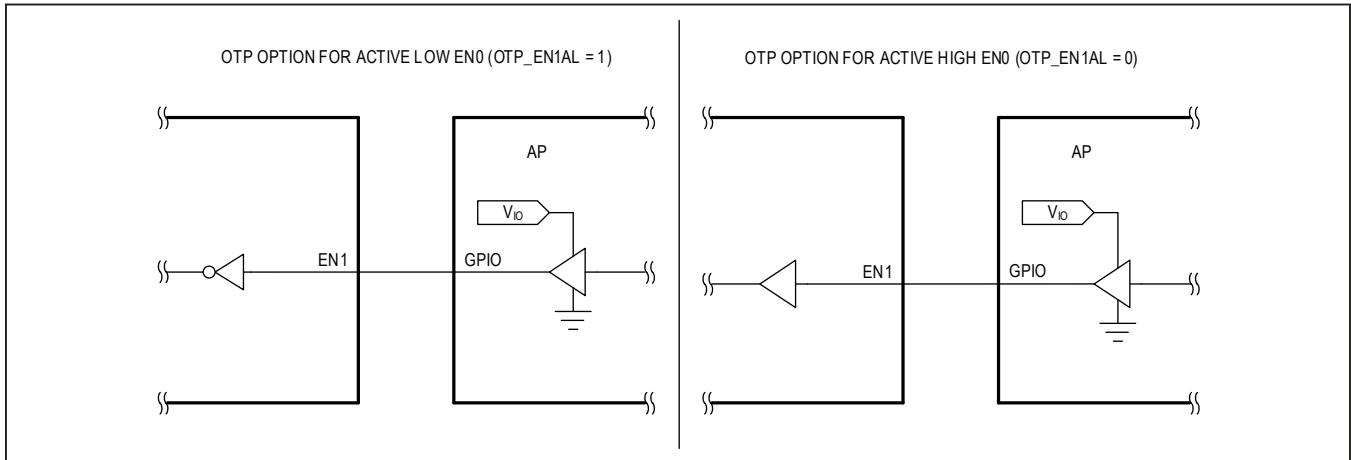 OTP OPTION FOR ACTIVE LOW EN0 (OTP_EN1AL = 1)
AP
VIO
EN1
GPIO
OTP OPTION FOR ACTIVE HIGH EN0 (OTP_EN1AL = 0)
AP
VIO
EN1
GPIO